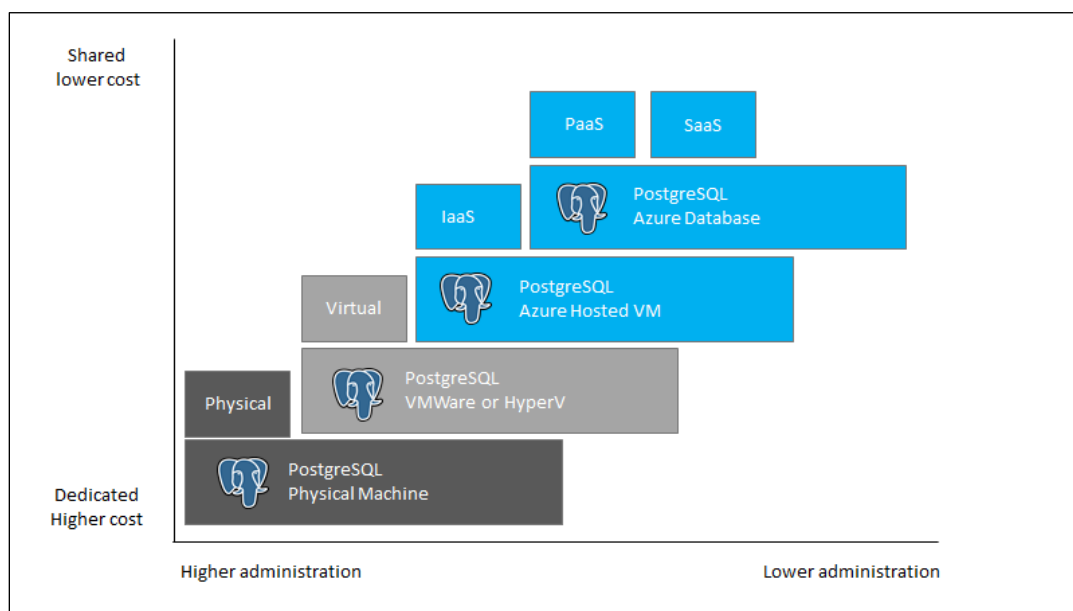 Shared
lower cost
PaaS
SaaS
PostgreSQL
Azure Database
IaaS
PostgreSQL
Azure Hosted VM
Virtual
PostgreSQL
VMWare or HyperV
Physical
PostgreSQL
Physical Machine
Dedicated
Higher cost
Higher administration
Lower administration